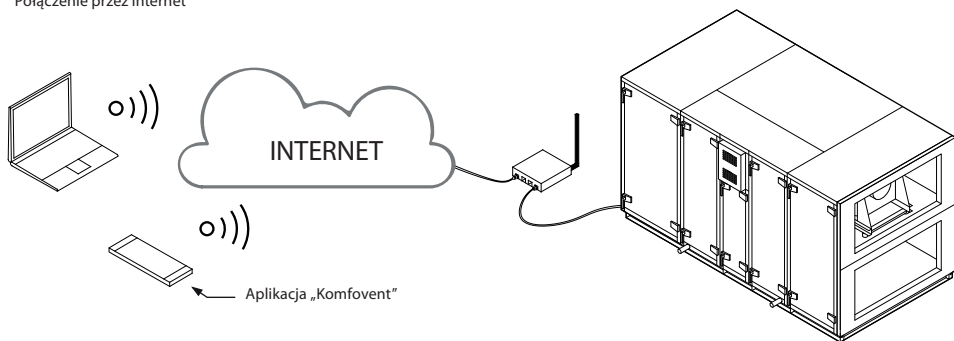 Połączenie przez internet
INTERNET
Aplikacja „Komfovent”